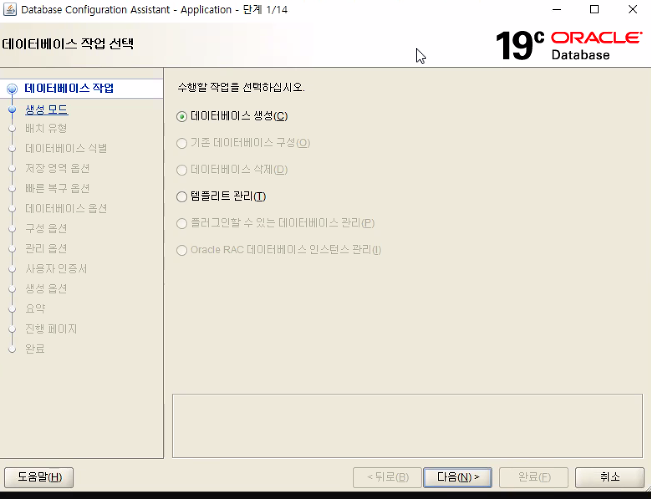 Database Configuration Assistant - Application - 단계 1/14
데이터베이스 작업 선택
19c ORACLE
Database
데이터베이스 작업
생성 모드
배치 유형
데이터베이스 식별
저장 영역 옵션
빠른 복구 옵션
데이터베이스 옵션
구성 옵션
관리 옵션
사용자 인증서
생성 옵션
요약
진행 페이지
완료
수행할 작업을 선택하십시오.
데이터베이스 생성(C)
기존 데이터베이스 구성(O)
데이터베이스 삭제(D)
템플리트 관리(T)
플러그인할 수 있는 데이터베이스 관리(P)
Oracle RAC 데이터베이스 인스턴스 관리(I)
도움말(H)
< 뒤로(B)
다음(N) >
완료(F)
취소